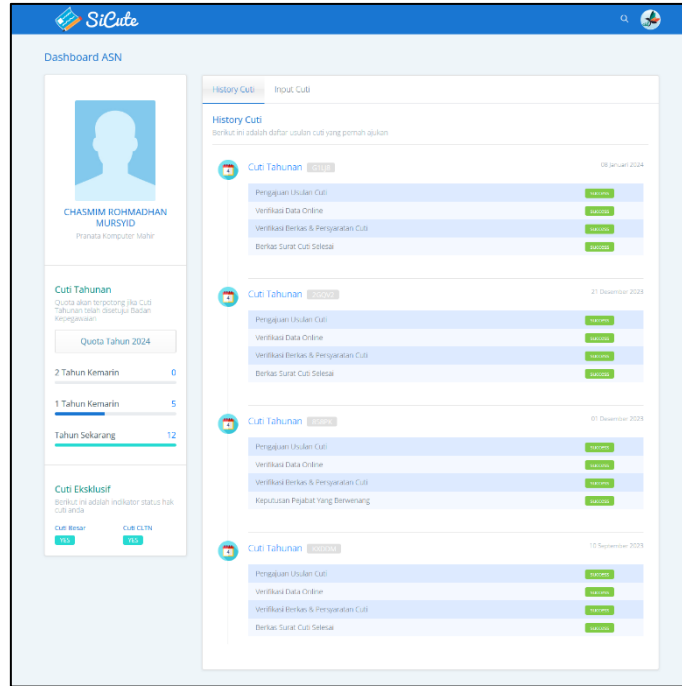 SiCute
Dashboard ASN
CHASMIM ROHMADHAN
MURSYID
Pranata Komputer Mahir
Cuti Tahunan
Quota akan terpotong jika Cuti
Tahunan telah disetujui Badan
Kepegawaian
Quota Tahun 2024
2 Tahun Kemarin 0
1 Tahun Kemarin 5
Tahun Sekarang 12
Cuti Eksklusif
Berikut ini adalah indikator status hak
cuti anda
Cuti Besar Cuti CLTN
YES YES
History Cuti Input Cuti
History Cuti
Berikut ini adalah daftar usulan cuti yang pernah ajukan
Cuti Tahunan 08 Januari 2024
Pengajuan Usulan Cuti success
Verifikasi Data Online success
Verifikasi Berkas & Persyaratan Cuti success
Berkas Surat Cuti Selesai success
Cuti Tahunan 21 Desember 2023
Pengajuan Usulan Cuti success
Verifikasi Data Online success
Verifikasi Berkas & Persyaratan Cuti success
Berkas Surat Cuti Selesai success
Cuti Tahunan 01 Desember 2023
Pengajuan Usulan Cuti success
Verifikasi Data Online success
Verifikasi Berkas & Persyaratan Cuti success
Keputusan Pejabat Yang Berwenang success
Cuti Tahunan 10 September 2023
Pengajuan Usulan Cuti success
Verifikasi Data Online success
Verifikasi Berkas & Persyaratan Cuti success
Berkas Surat Cuti Selesai success